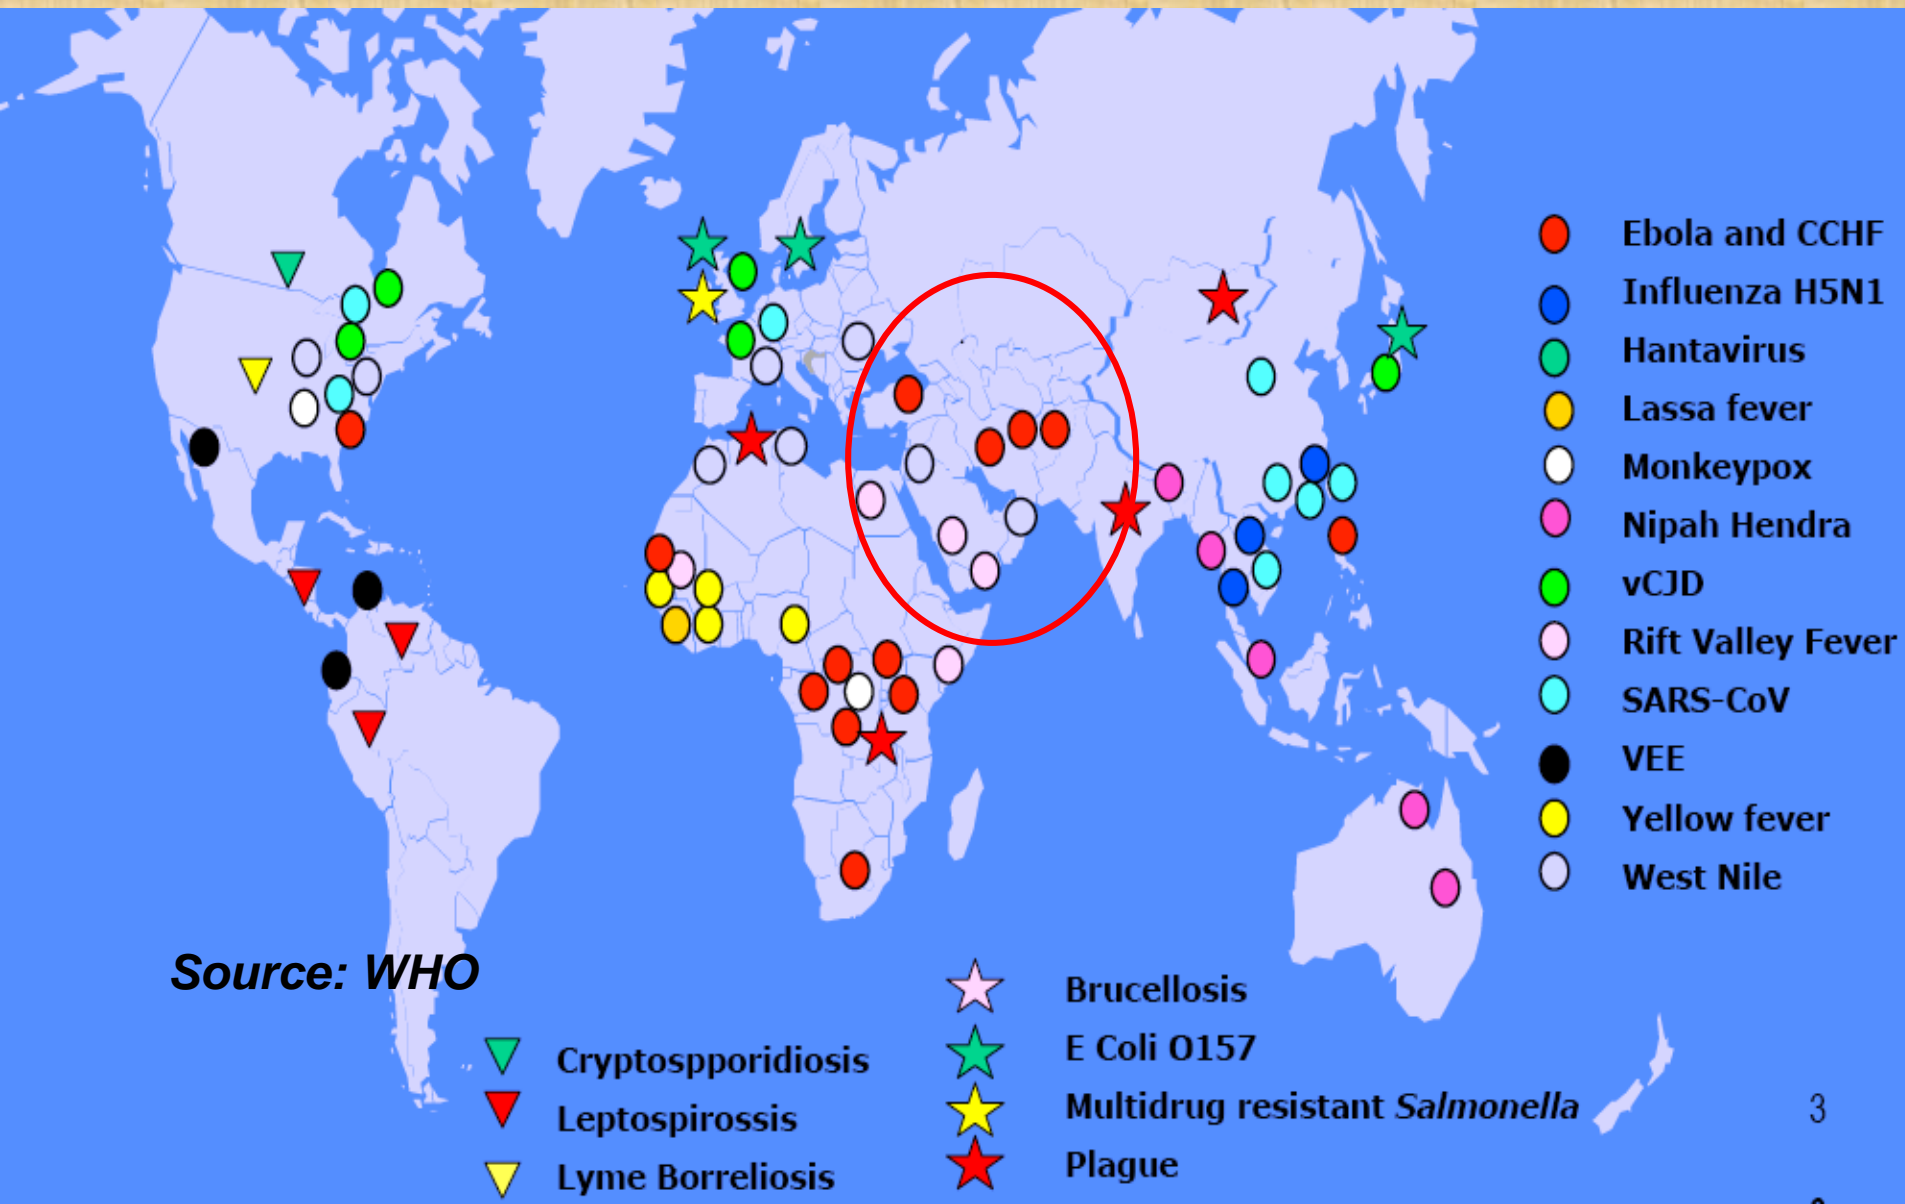 Ebola and CCHF
Influenza H5N1
Hantavirus
Lassa fever
Monkeypox
Nipah Hendra
vCJD
Rift Valley Fever
SARS-CoV
VEE
Yellow fever
West Nile
Source: WHO
Cryptospporidiosis
Leptospirossis
Lyme Borreliosis
Brucellosis
E Coli O157
Multidrug resistant Salmonella
Plague
3